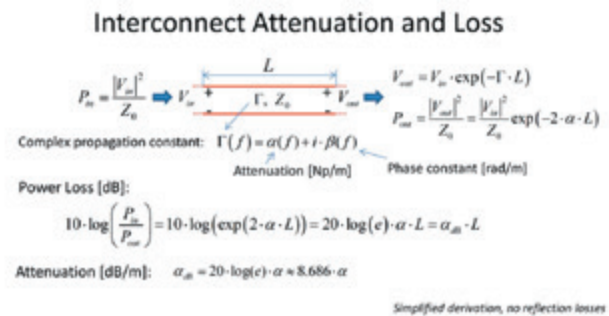 Interconnect Attenuation and Loss
P_in = |V_in|² / Z_0
V_in
L
Γ, Z_0
V_out
V_out = V_in · exp(−Γ · L)
P_out = |V_out|² / Z_0 = |V_in|² / Z_0 exp(−2 · α · L)
Complex propagation constant: Γ(f) = α(f) + i · β(f)
Attenuation [Np/m]
Phase constant [rad/m]
Power Loss [dB]:
10·log(P_in / P_out) = 10·log(exp(2·α·L)) = 20·log(e)·α·L = α_dB · L
Attenuation [dB/m]: α_dB = 20·log(e)·α ≈ 8.686·α
Simplified derivation, no reflection losses